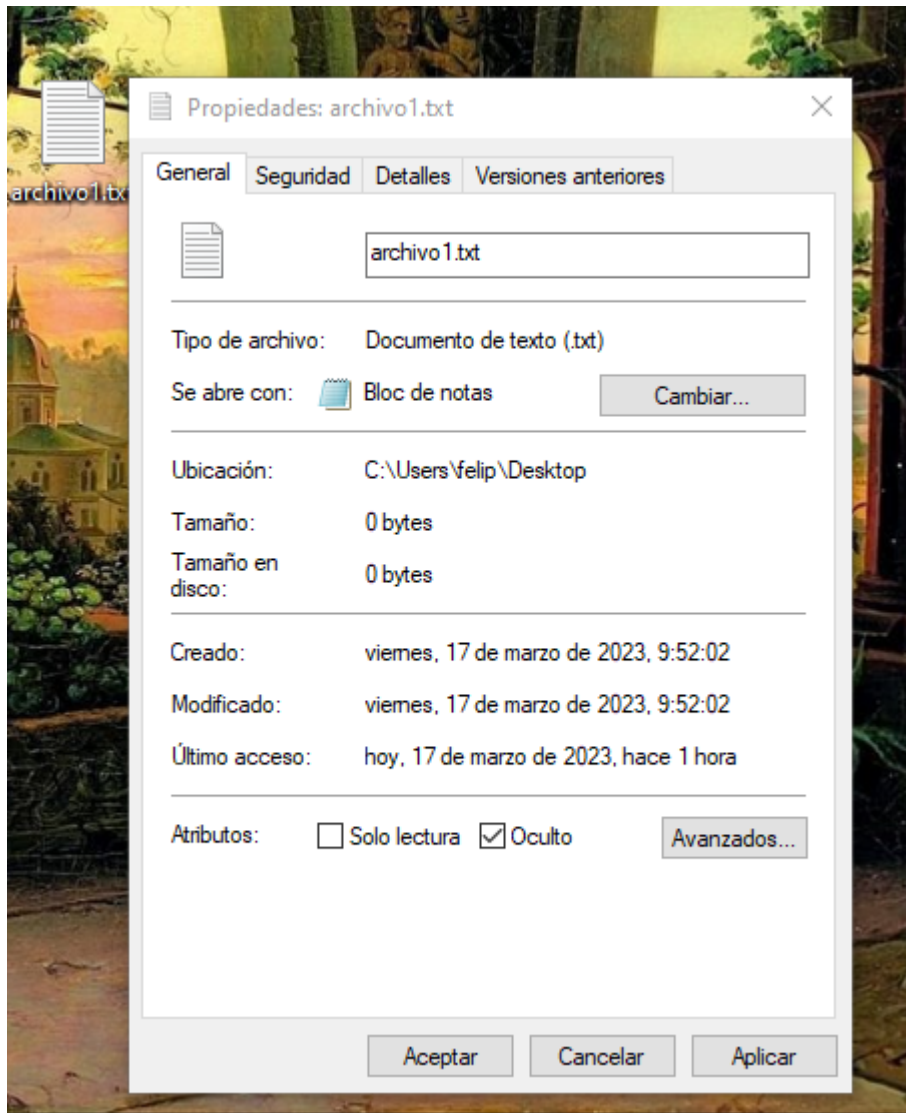 Propiedades: archivo1.txt
archivo1.tx
General Seguridad Detalles Versiones anteriores
archivo1.txt
Tipo de archivo: Documento de texto (.txt)
Se abre con: Bloc de notas Cambiar...
Ubicación: C:\Users\felip\Desktop
Tamaño: 0 bytes
Tamaño en
disco: 0 bytes
Creado: viernes, 17 de marzo de 2023, 9:52:02
Modificado: viernes, 17 de marzo de 2023, 9:52:02
Último acceso: hoy, 17 de marzo de 2023, hace 1 hora
Atributos: Solo lectura Oculto Avanzados...
Aceptar Cancelar Aplicar